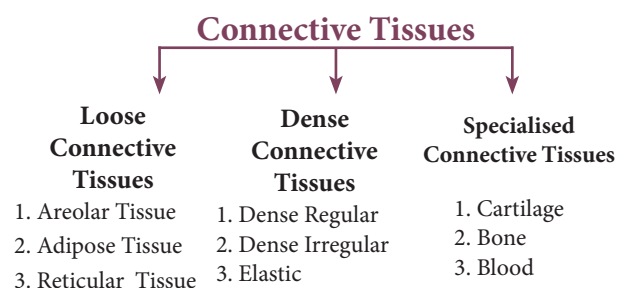 Connective Tissues
Loose
Connective
Tissues
1. Areolar Tissue
2. Adipose Tissue
3. Reticular Tissue
Dense
Connective
Tissues
1. Dense Regular
2. Dense Irregular
3. Elastic
Specialised
Connective Tissues
1. Cartilage
2. Bone
3. Blood